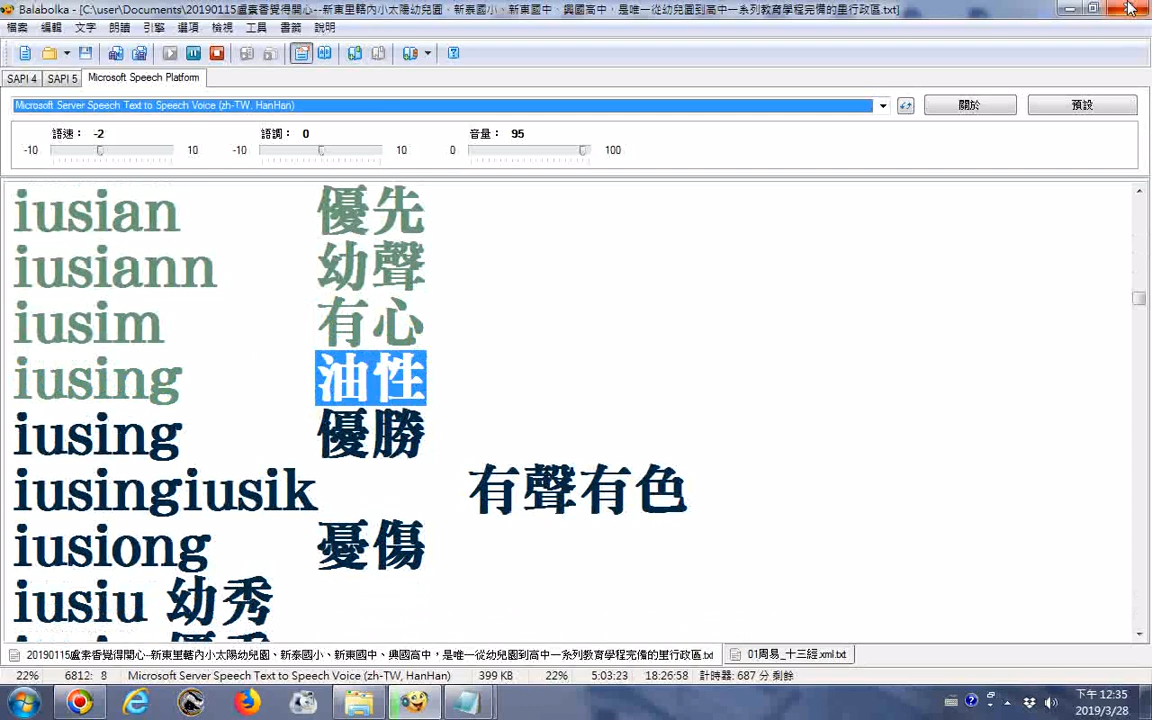 Balabolka - [C:\user\Documents\20190115盧素香覺得開心--新東里轄內小太陽幼兒園、新泰國小、新東國中、興國高中，是唯一從幼兒園到高中一系列教育學程完備的里行政區.txt]
檔案 編輯 文字 朗讀 引擎 選項 檢視 工具 書籤 說明
SAPI 4 SAPI 5 Microsoft Speech Platform
Microsoft Server Speech Text to Speech Voice (zh-TW, HanHan) 關於 預設
語速： -2 語調： 0 音量： 95
-10 10 -10 10 0 100
iusian 優先
iusiann 幼聲
iusim 有心
iusing 油性
iusing 優勝
iusingiusik 有聲有色
iusiong 憂傷
iusiu 幼秀
20190115盧素香覺得開心--新東里轄內小太陽幼兒園、新泰國小、新東國中、興國高中，是唯一從幼兒園到高中一系列教育學程完備的里行政區.txt 01周易_十三經.xml.txt
22% 6812: 8 Microsoft Server Speech Text to Speech Voice (zh-TW, HanHan) 399 KB 22% 5:03:23 18:26:58 計時器: 687 分 剩餘
下午 12:35
2019/3/28